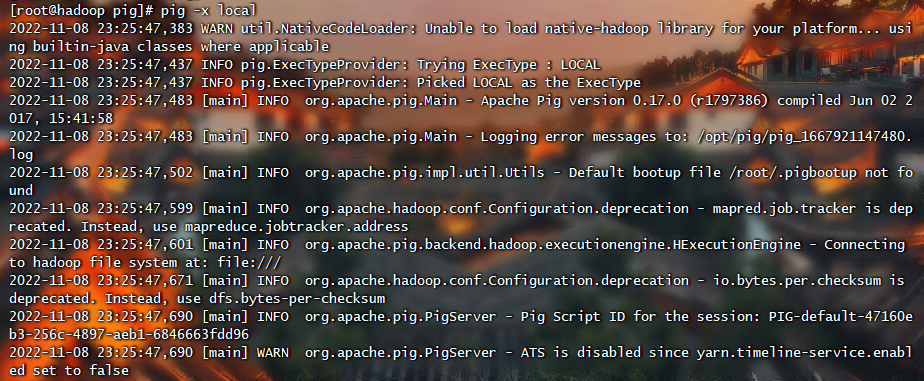 [root@hadoop pig]# pig -x local
2022-11-08 23:25:47,383 WARN util.NativeCodeLoader: Unable to load native-hadoop library for your platform... usi
ng builtin-java classes where applicable
2022-11-08 23:25:47,437 INFO pig.ExecTypeProvider: Trying ExecType : LOCAL
2022-11-08 23:25:47,437 INFO pig.ExecTypeProvider: Picked LOCAL as the ExecType
2022-11-08 23:25:47,483 [main] INFO  org.apache.pig.Main - Apache Pig version 0.17.0 (r1797386) compiled Jun 02 2
017, 15:41:58
2022-11-08 23:25:47,483 [main] INFO  org.apache.pig.Main - Logging error messages to: /opt/pig/pig_1667921147480.
log
2022-11-08 23:25:47,502 [main] INFO  org.apache.pig.impl.util.Utils - Default bootup file /root/.pigbootup not fo
und
2022-11-08 23:25:47,599 [main] INFO  org.apache.hadoop.conf.Configuration.deprecation - mapred.job.tracker is dep
recated. Instead, use mapreduce.jobtracker.address
2022-11-08 23:25:47,601 [main] INFO  org.apache.pig.backend.hadoop.executionengine.HExecutionEngine - Connecting
to hadoop file system at: file:///
2022-11-08 23:25:47,671 [main] INFO  org.apache.hadoop.conf.Configuration.deprecation - io.bytes.per.checksum is
deprecated. Instead, use dfs.bytes-per-checksum
2022-11-08 23:25:47,690 [main] INFO  org.apache.pig.PigServer - Pig Script ID for the session: PIG-default-47160e
b3-256c-4897-aeb1-6846663fdd96
2022-11-08 23:25:47,690 [main] WARN  org.apache.pig.PigServer - ATS is disabled since yarn.timeline-service.enabl
ed set to false